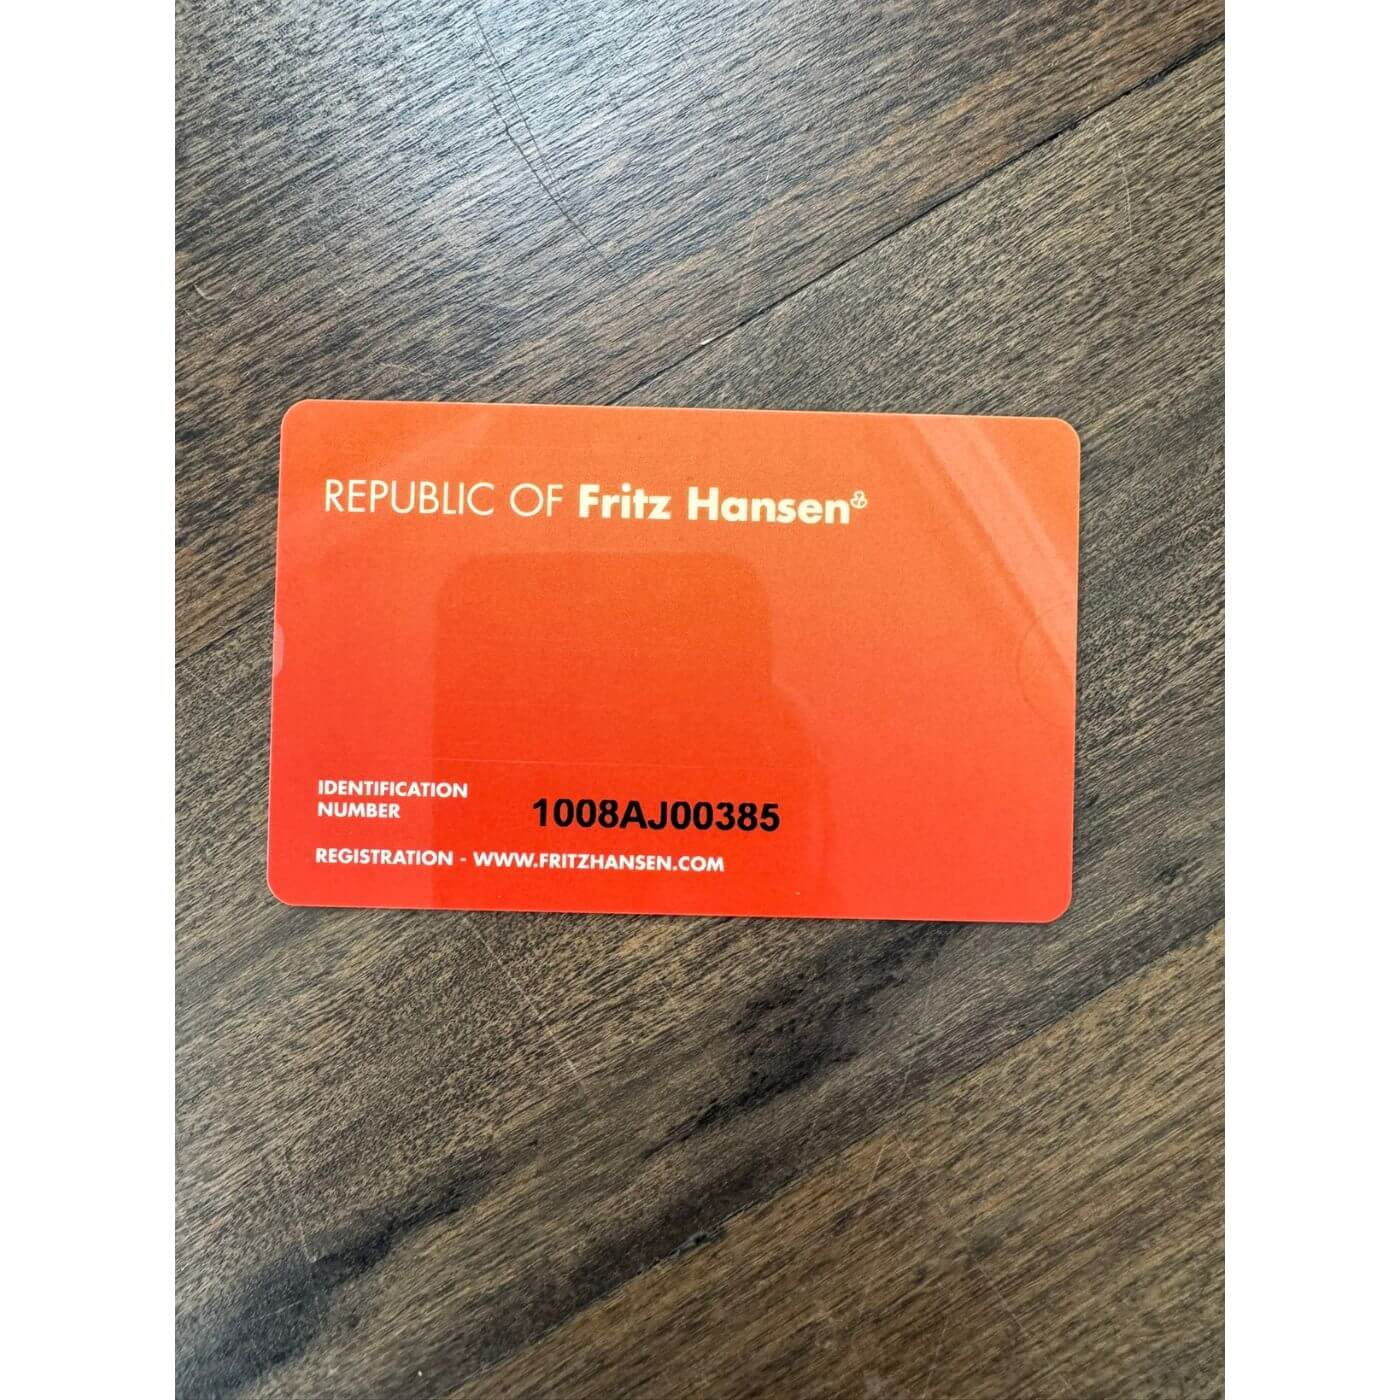 REPUBLIC OF Fritz Hansen
IDENTIFICATION
NUMBER
1008AJ00385
REGISTRATION - WWW.FRITZHANSEN.COM